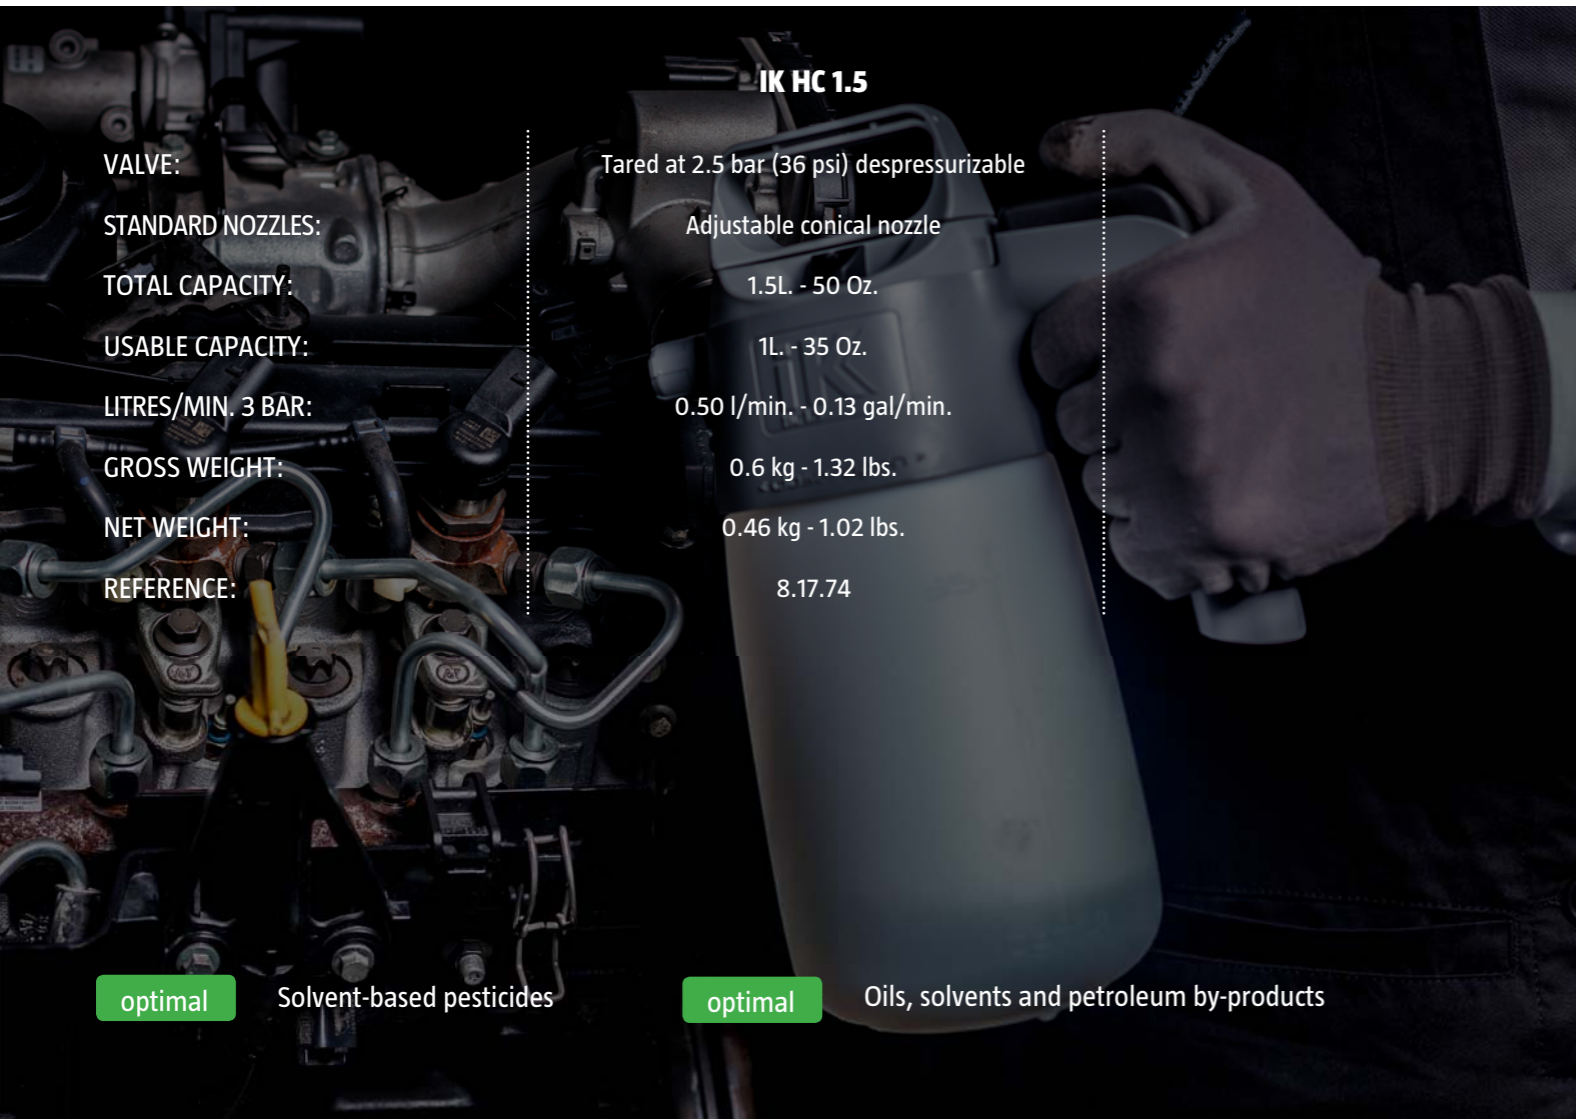 IK HC 1.5
VALVE: Tared at 2.5 bar (36 psi) despressurizable
STANDARD NOZZLES: Adjustable conical nozzle
TOTAL CAPACITY: 1.5L. - 50 Oz.
USABLE CAPACITY: 1L. - 35 Oz.
LITRES/MIN. 3 BAR: 0.50 l/min. - 0.13 gal/min.
GROSS WEIGHT: 0.6 kg - 1.32 lbs.
NET WEIGHT: 0.46 kg - 1.02 lbs.
REFERENCE: 8.17.74
iK
optimal Solvent-based pesticides
optimal Oils, solvents and petroleum by-products